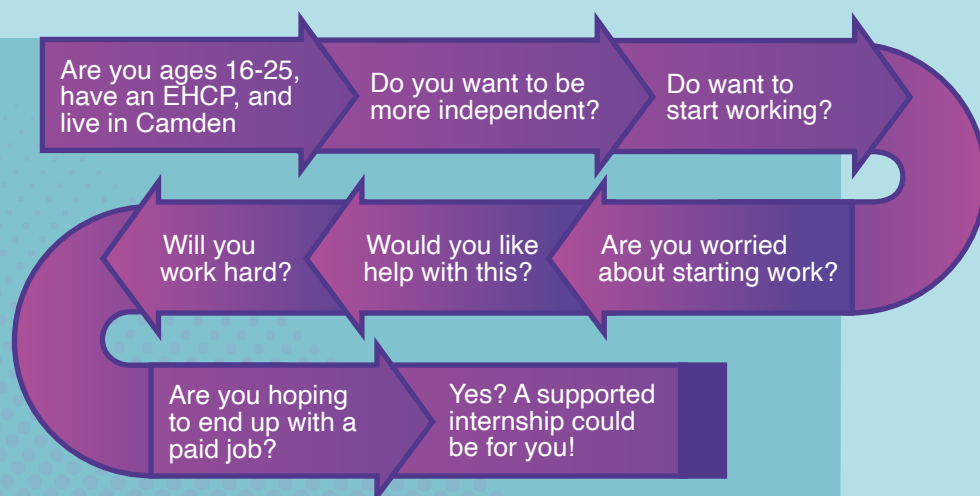 Are you ages 16-25,
have an EHCP, and
live in Camden
Do you want to be
more independent?
Do want to
start working?
Are you worried
about starting work?
Would you like
help with this?
Will you
work hard?
Are you hoping
to end up with a
paid job?
Yes? A supported
internship could
be for you!